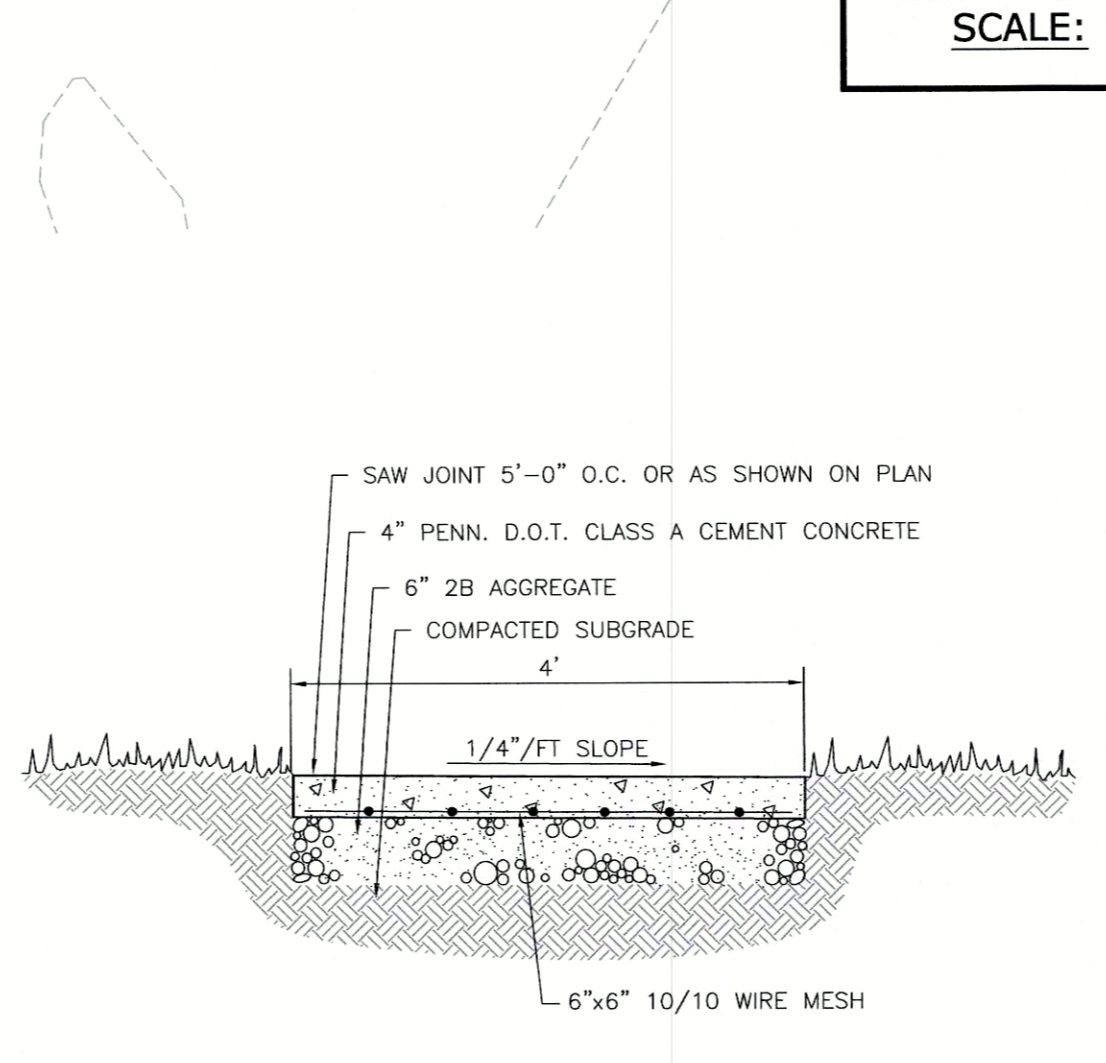 SCALE:
SAW JOINT 5'-0" O.C. OR AS SHOWN ON PLAN
4" PENN. D.O.T. CLASS A CEMENT CONCRETE
6" 2B AGGREGATE
COMPACTED SUBGRADE
4'
1/4"/FT SLOPE
6"x6" 10/10 WIRE MESH